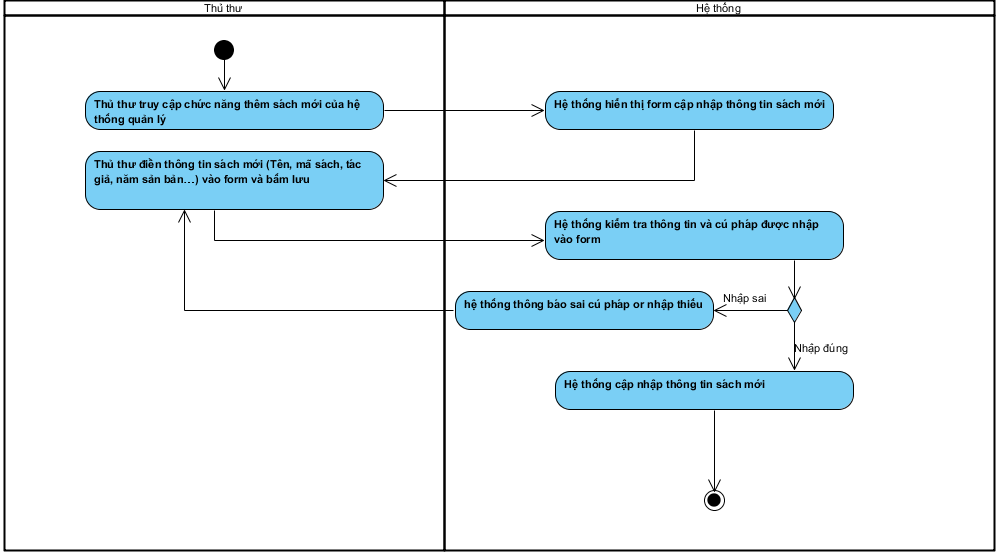 Thủ thư
Hệ thống
Thủ thư truy cập chức năng thêm sách mới của hệ
thống quản lý
Hệ thống hiển thị form cập nhập thông tin sách mới
Thủ thư điền thông tin sách mới (Tên, mã sách, tác
giả, năm sản bản...) vào form và bấm lưu
Hệ thống kiểm tra thông tin và cú pháp được nhập
vào form
Nhập sai
hệ thống thông báo sai cú pháp or nhập thiếu
Nhập đúng
Hệ thống cập nhập thông tin sách mới